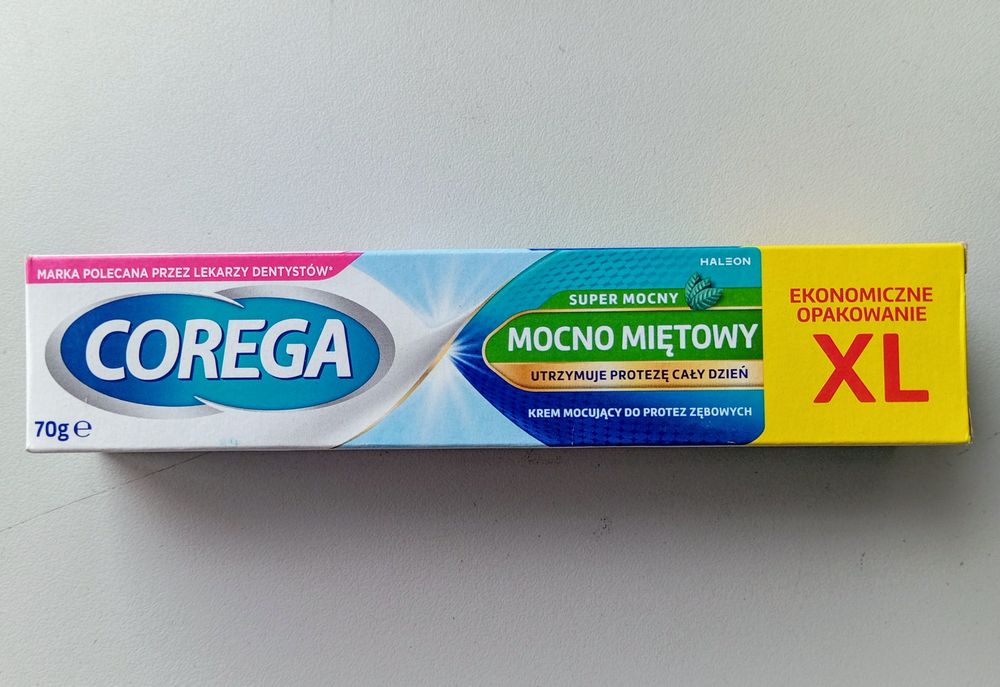 MARKA POLECANA PRZEZ LEKARZY DENTYSTÓW*
COREGA
70g ℮
HALEON
SUPER MOCNY
MOCNO MIĘTOWY
UTRZYMUJE PROTEZĘ CAŁY DZIEŃ
KREM MOCUJĄCY DO PROTEZ ZĘBOWYCH
EKONOMICZNE
OPAKOWANIE
XL